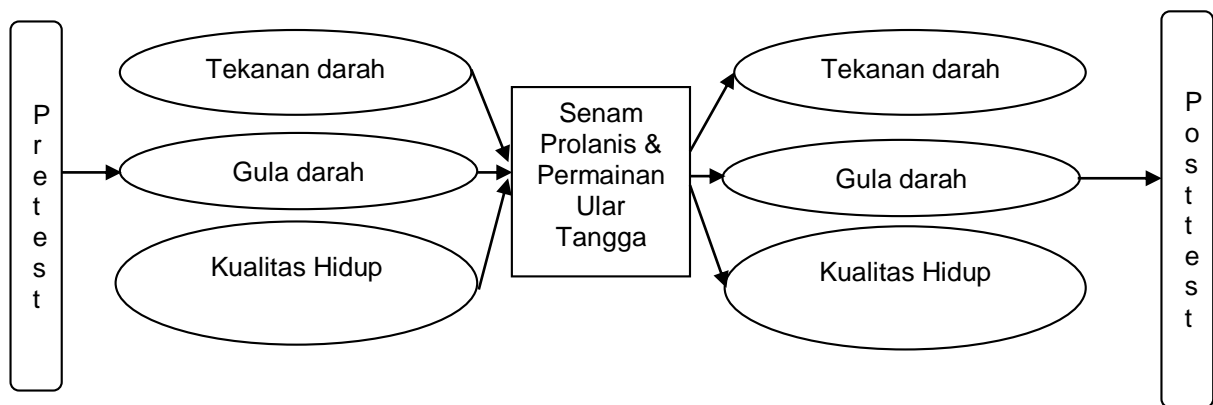 Pretest
Tekanan darah
Gula darah
Kualitas Hidup
Senam
Prolanis &
Permainan
Ular
Tangga
Tekanan darah
Gula darah
Kualitas Hidup
Posttest